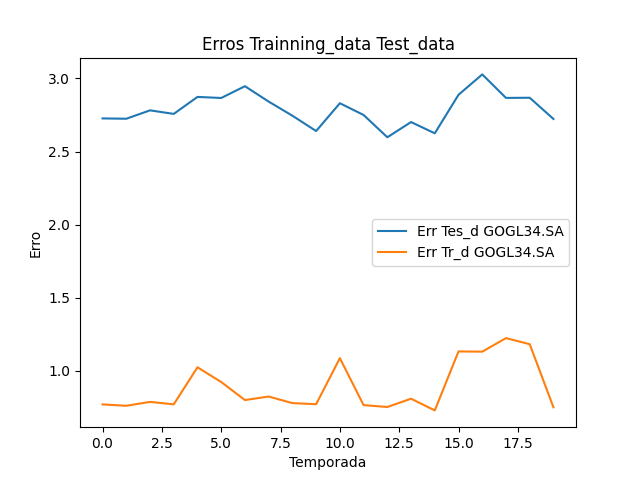 Erros Trainning_data Test_data
3.0
2.5
2.0
1.5
1.0
Erro
Err Tes_d GOGL34.SA
Err Tr_d GOGL34.SA
0.0 2.5 5.0 7.5 10.0 12.5 15.0 17.5
Temporada